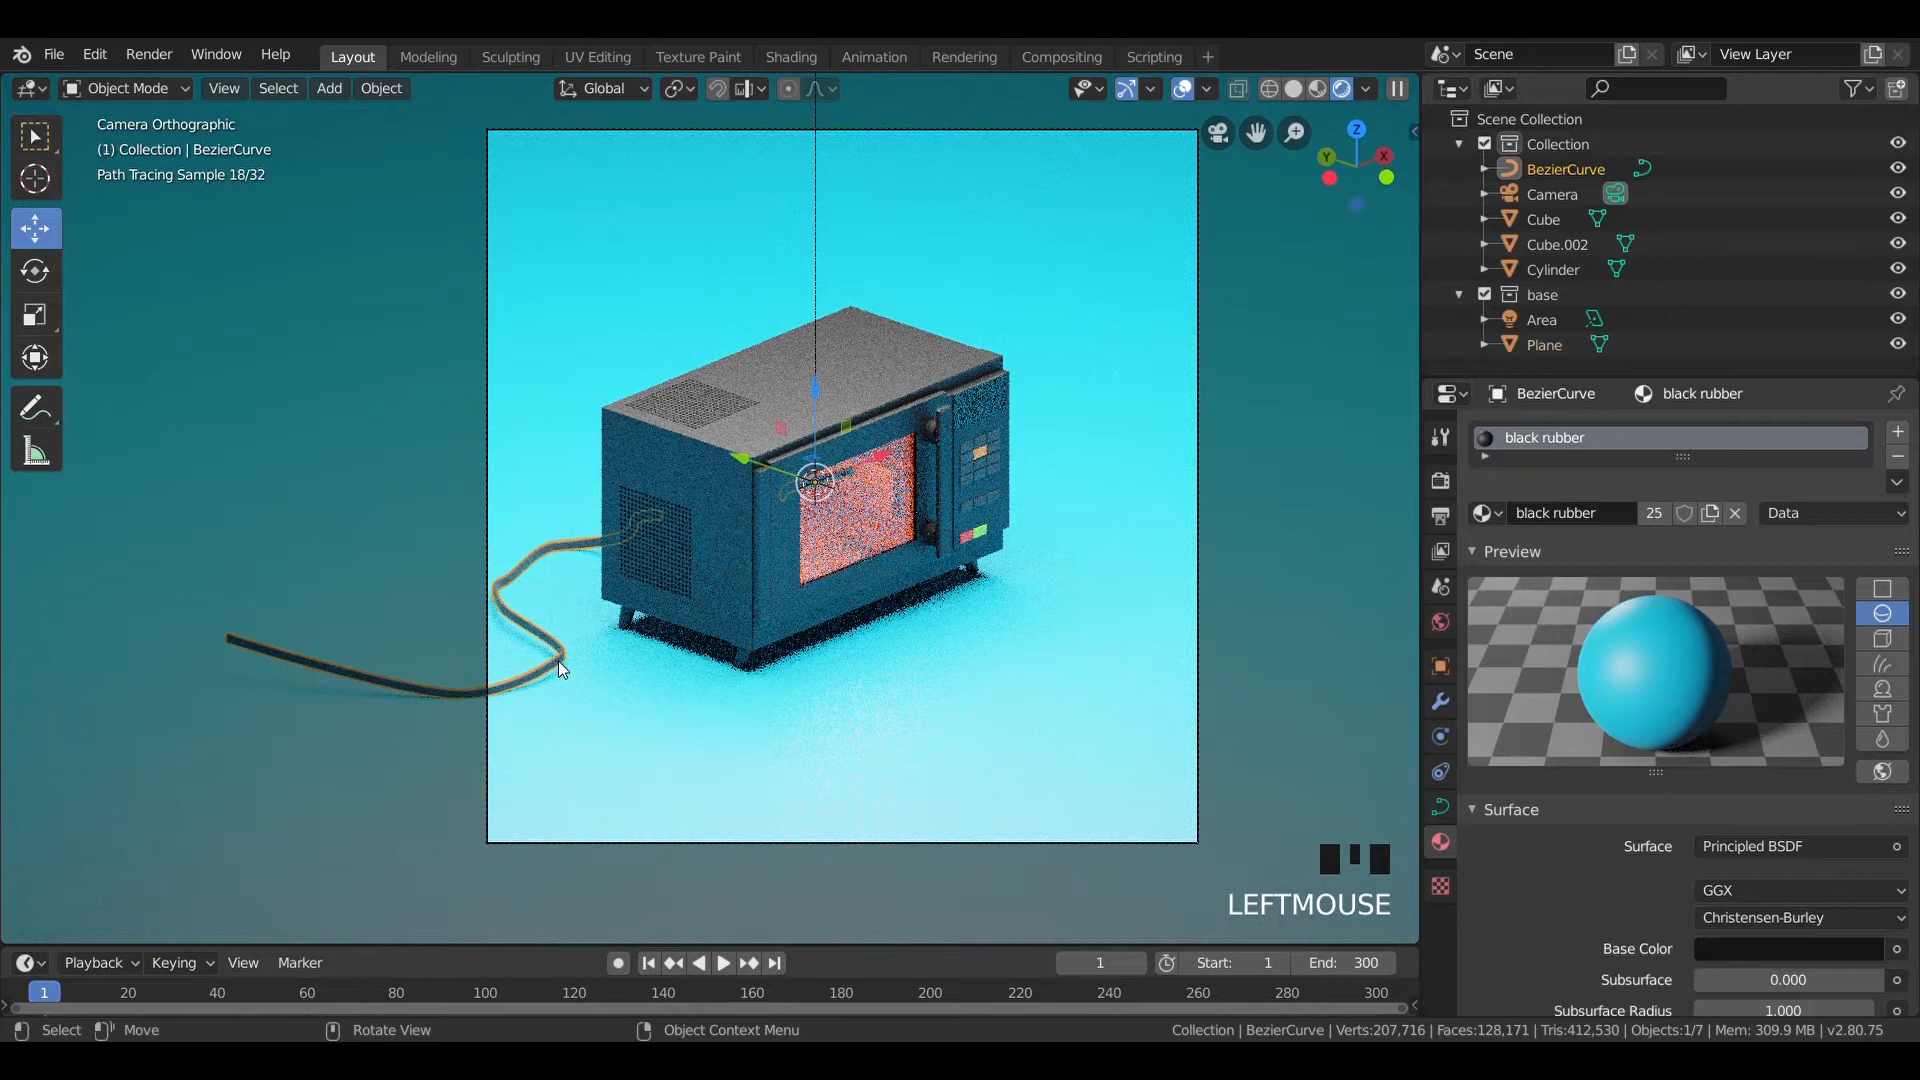 File Edit Render Window Help Layout Modeling Sculpting UV Editing Texture Paint Shading Animation Rendering Compositing Scripting + Scene View Layer
Object Mode View Select Add Object Global
Camera Orthographic
(1) Collection | BezierCurve
Path Tracing Sample 18/32
Z
Y
X
Scene Collection
Collection
BezierCurve
Camera
Cube
Cube.002
Cylinder
base
Area
Plane
BezierCurve black rubber
black rubber
black rubber 25 Data
Preview
Surface
Surface Principled BSDF
GGX
Christensen-Burley
Base Color
Subsurface 0.000
Subsurface Radius 1.000
LEFTMOUSE
Playback Keying View Marker 1 Start: 1 End: 300
1 20 40 60 80 100 120 140 160 180 200 220 240 260 280 300
Select Move Rotate View Object Context Menu Collection | BezierCurve | Verts:207,716 | Faces:128,171 | Tris:412,530 | Objects:1/7 | Mem: 309.9 MB | v2.80.75